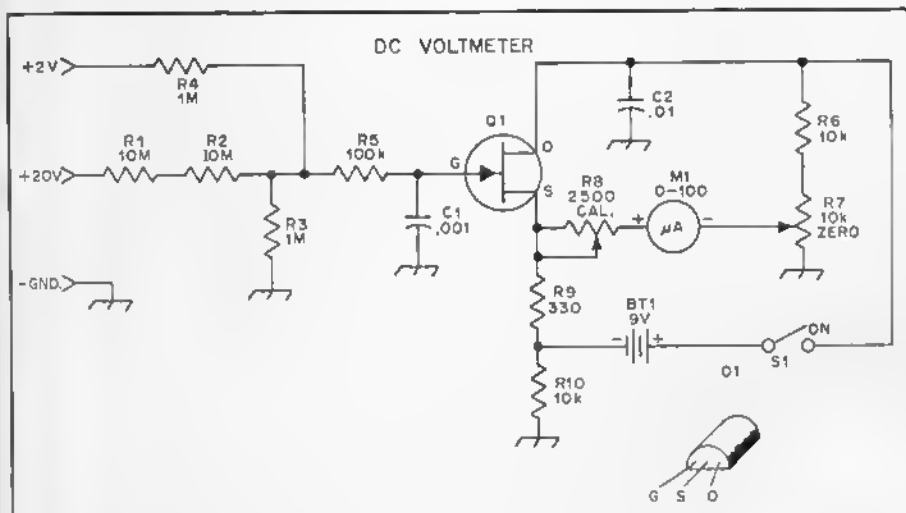 DC VOLTMETER
+2V
R4
1M
R1
10M
R2
10M
+20V
R5
100k
R3
1M
-GND.
C1
.001
Q1
G
D
S
C2
.01
R8
2500
CAL.
M1
0-100
+
µA
-
R6
10k
R7
10k
ZERO
R9
330
BT1
9V
-
+
ON
S1
Q1
R10
10k
G S D